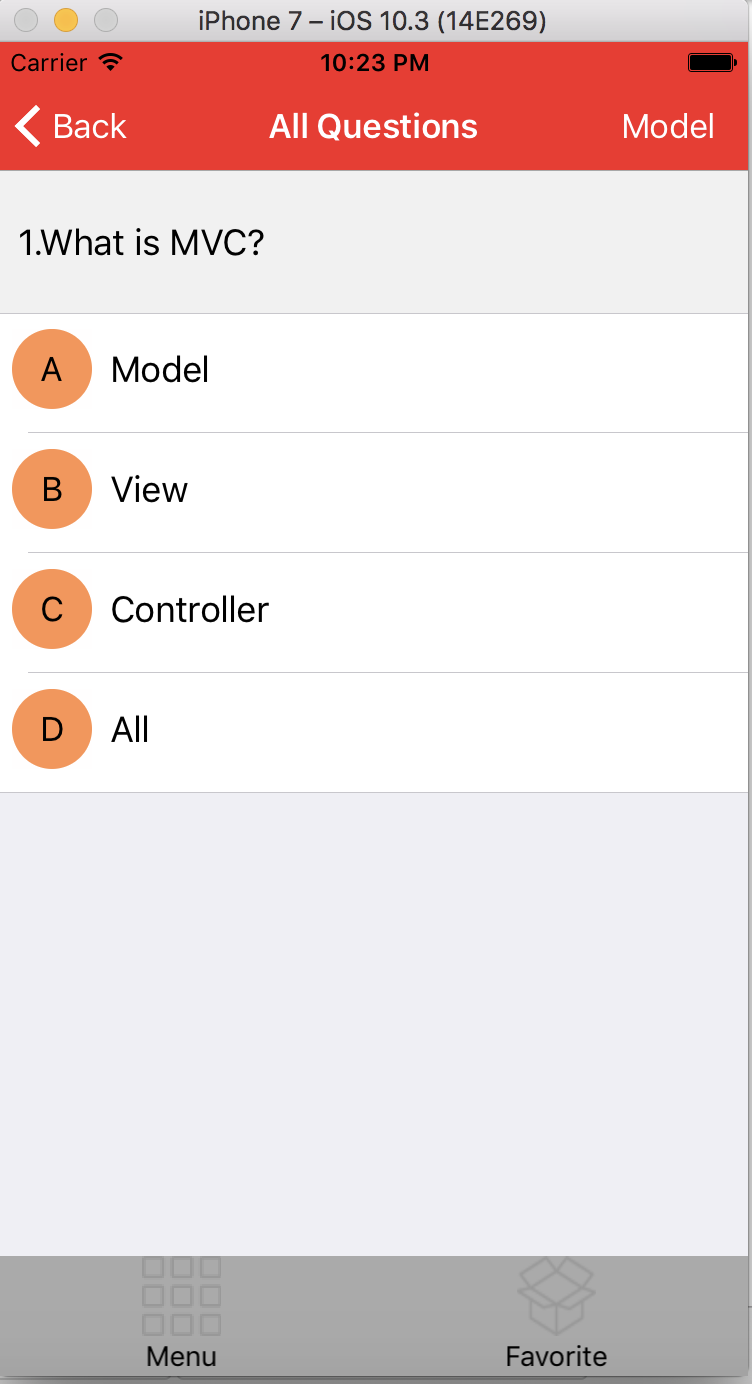 iPhone 7 – iOS 10.3 (14E269)
Carrier 10:23 PM
Back All Questions Model
1.What is MVC?
A Model
B View
C Controller
D All
Menu Favorite